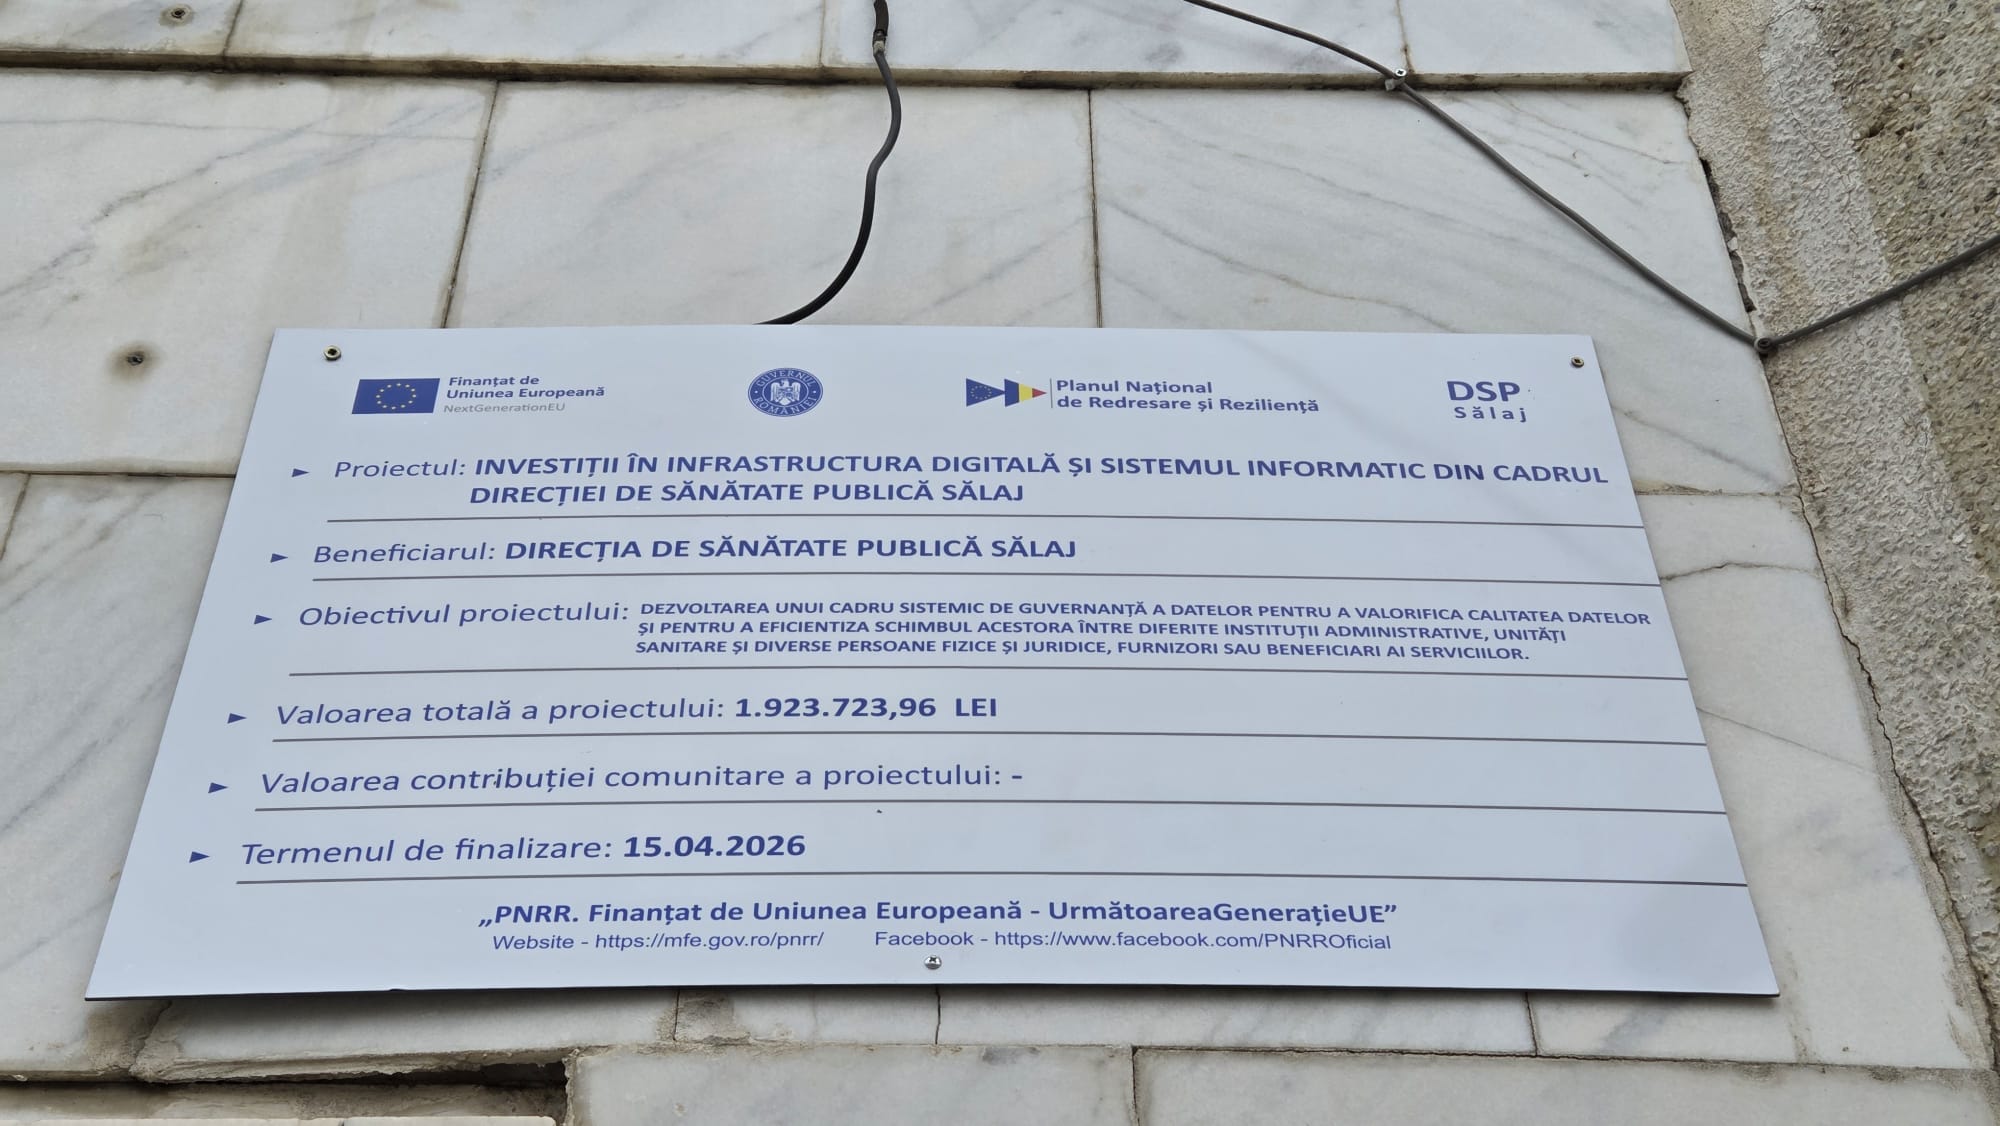 Finanțat de
Uniunea Europeană
NextGenerationEU
GUVERNUL ROMÂNIEI
Planul Național
de Redresare și Reziliență
DSP
Sălaj
► Proiectul: INVESTIȚII ÎN INFRASTRUCTURA DIGITALĂ ȘI SISTEMUL INFORMATIC DIN CADRUL
DIRECȚIEI DE SĂNĂTATE PUBLICĂ SĂLAJ
► Beneficiarul: DIRECȚIA DE SĂNĂTATE PUBLICĂ SĂLAJ
► Obiectivul proiectului: DEZVOLTAREA UNUI CADRU SISTEMIC DE GUVERNANȚĂ A DATELOR PENTRU A VALORIFICA CALITATEA DATELOR
ȘI PENTRU A EFICIENTIZA SCHIMBUL ACESTORA ÎNTRE DIFERITE INSTITUȚII ADMINISTRATIVE, UNITĂȚI
SANITARE ȘI DIVERSE PERSOANE FIZICE ȘI JURIDICE, FURNIZORI SAU BENEFICIARI AI SERVICIILOR.
► Valoarea totală a proiectului: 1.923.723,96 LEI
► Valoarea contribuției comunitare a proiectului: -
► Termenul de finalizare: 15.04.2026
„PNRR. Finanțat de Uniunea Europeană - UrmătoareaGenerațieUE”
Website - https://mfe.gov.ro/pnrr/ Facebook - https://www.facebook.com/PNRROficial